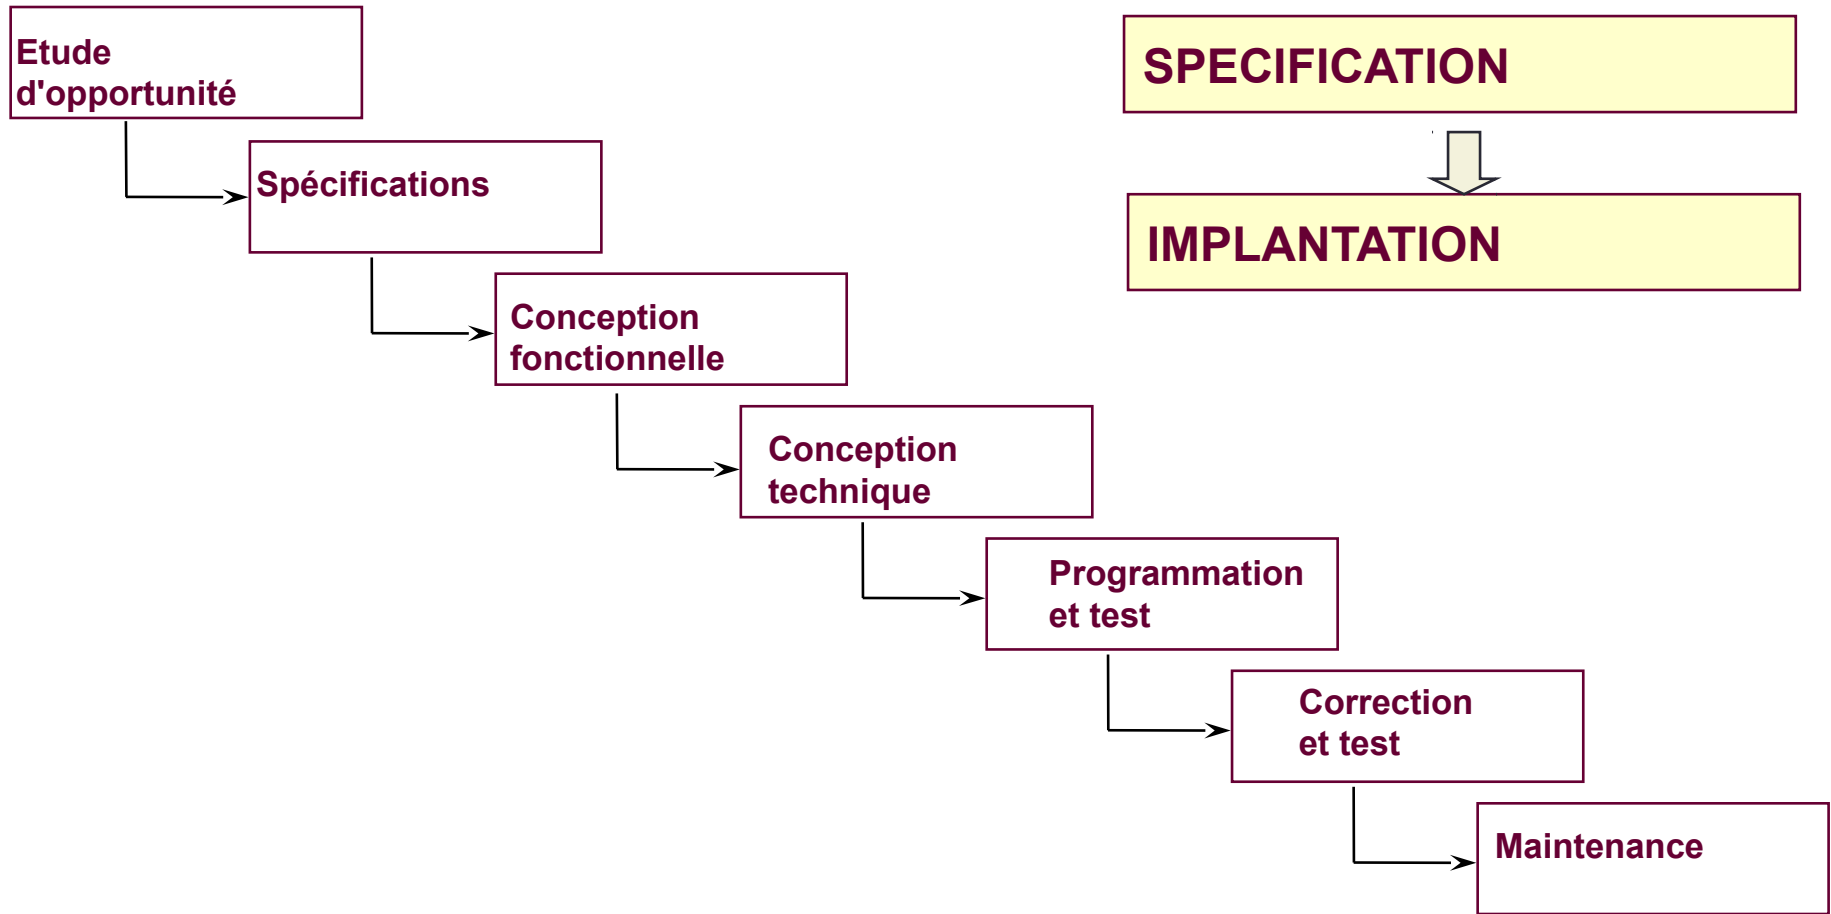 Etude
d'opportunité
SPECIFICATION
Spécifications
IMPLANTATION
Conception
fonctionnelle
Conception
technique
Programmation
et test
Correction
et test
Maintenance